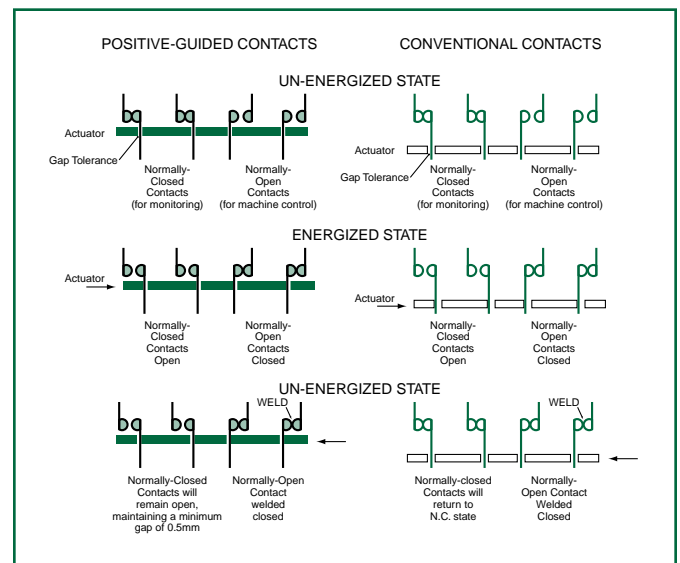 POSITIVE-GUIDED CONTACTS
CONVENTIONAL CONTACTS
UN-ENERGIZED STATE
Actuator
Gap Tolerance
Normally-
Closed
Contacts
(for monitoring)
Normally-
Open
Contacts
(for machine control)
Actuator
Gap Tolerance
Normally-
Closed
Contacts
(for monitoring)
Normally-
Open
Contacts
(for machine control)
ENERGIZED STATE
Actuator
Normally-
Closed
Contacts
Open
Normally-
Open
Contacts
Closed
Actuator
Normally-
Closed
Contacts
Open
Normally-
Open
Contacts
Closed
UN-ENERGIZED STATE
WELD
Normally-Closed
Contacts will
remain open,
maintaining a minimum
gap of 0.5mm
Normally-Open
Contact
welded
closed
WELD
Normally-closed
Contacts will
return to
N.C. state
Normally-
Open Contact
Welded
Closed